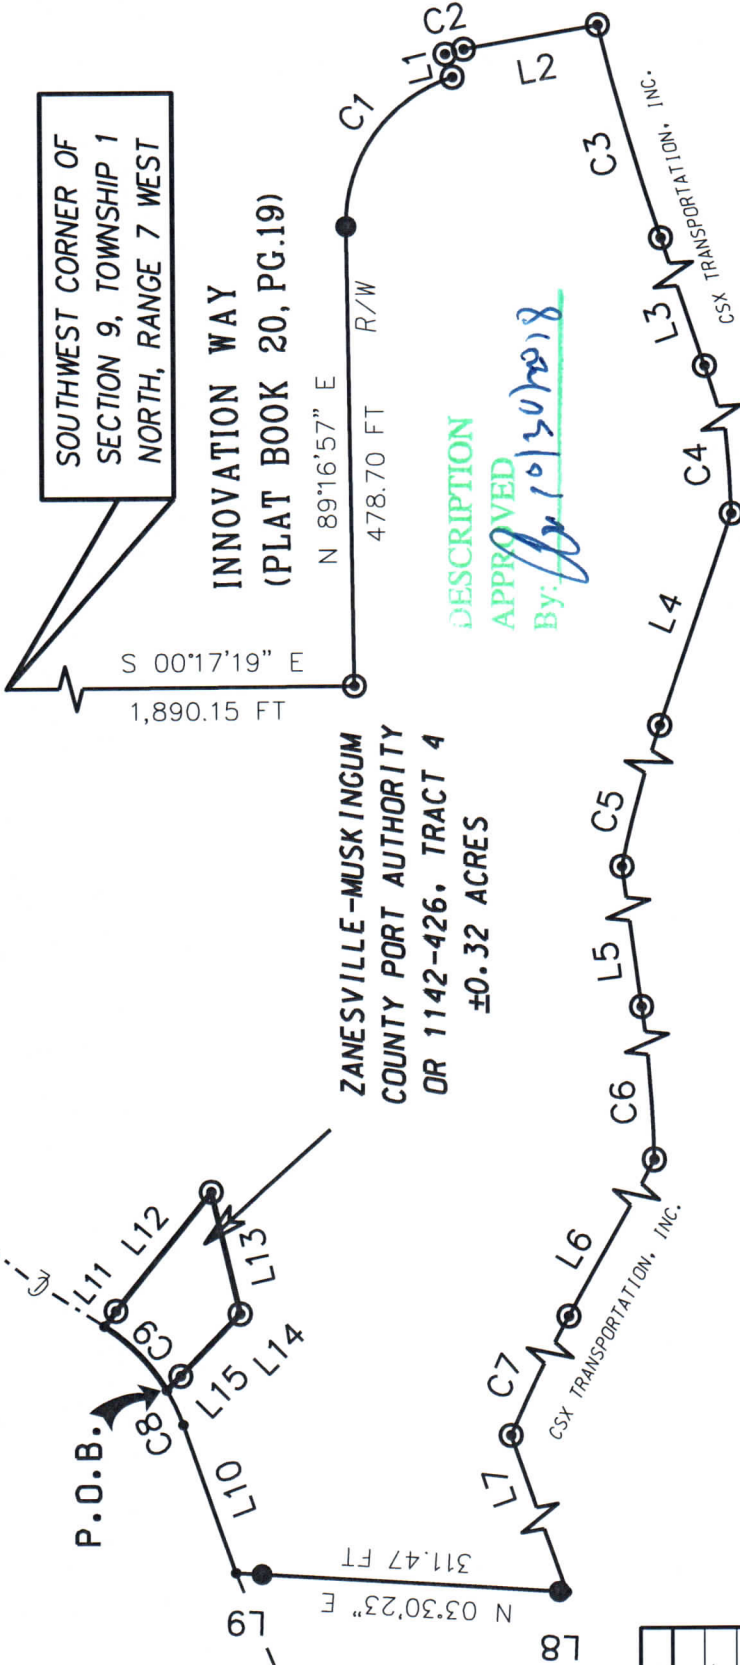 SOUTHWEST CORNER OF
SECTION 9, TOWNSHIP 1
NORTH, RANGE 7 WEST
INNOVATION WAY
(PLAT BOOK 20, PG.19)
S 00°17'19" E
1,890.15 FT
N 89°16'57" E
478.70 FT
R/W
C1
L1
C2
L2
C3
CSX TRANSPORTATION, INC.
L3
C4
L4
C5
L5
C6
L6
CSX TRANSPORTATION, INC.
C7
L7
L8
N 03°30'23" E
311.47 FT
L9
L10
C8
P.O.B.
C9
L11
L12
L13
L14
L15
ZANESVILLE-MUSKINGUM
COUNTY PORT AUTHORITY
OR 1142-426, TRACT 4
±0.32 ACRES
DESCRIPTION
APPROVED
By: 10/30/2018